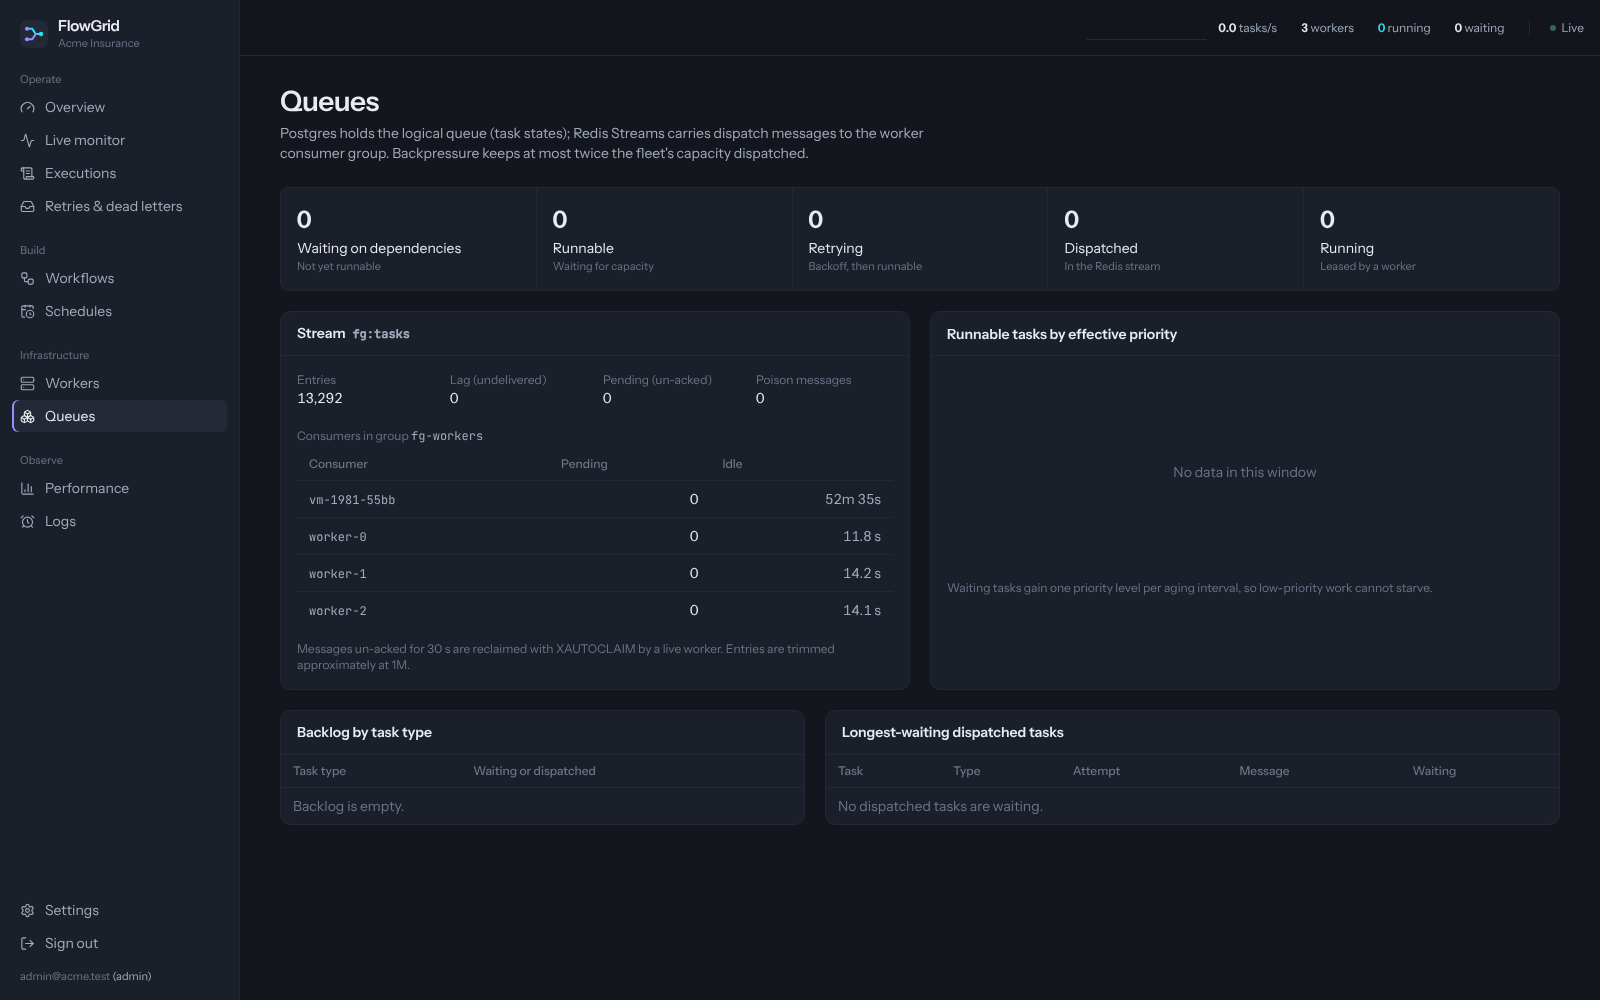 FlowGrid
Acme Insurance
Operate
Overview
Live monitor
Executions
Retries & dead letters
Build
Workflows
Schedules
Infrastructure
Workers
Queues
Observe
Performance
Logs
Settings
Sign out
admin@acme.test (admin)
0.0 tasks/s 3 workers 0 running 0 waiting Live
Queues
Postgres holds the logical queue (task states); Redis Streams carries dispatch messages to the worker
consumer group. Backpressure keeps at most twice the fleet's capacity dispatched.
0
Waiting on dependencies
Not yet runnable
0
Runnable
Waiting for capacity
0
Retrying
Backoff, then runnable
0
Dispatched
In the Redis stream
0
Running
Leased by a worker
Stream fg:tasks
Entries Lag (undelivered) Pending (un-acked) Poison messages
13,292 0 0 0
Consumers in group fg-workers
Consumer Pending Idle
vm-1981-55bb 0 52m 35s
worker-0 0 11.8 s
worker-1 0 14.2 s
worker-2 0 14.1 s
Messages un-acked for 30 s are reclaimed with XAUTOCLAIM by a live worker. Entries are trimmed
approximately at 1M.
Runnable tasks by effective priority
No data in this window
Waiting tasks gain one priority level per aging interval, so low-priority work cannot starve.
Backlog by task type
Task type Waiting or dispatched
Backlog is empty.
Longest-waiting dispatched tasks
Task Type Attempt Message Waiting
No dispatched tasks are waiting.